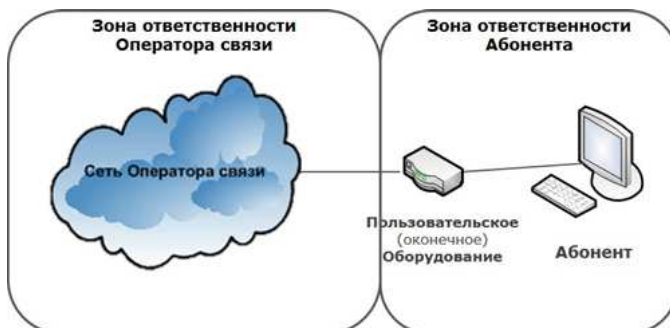 Зона ответственности
Оператора связи
Зона ответственности
Абонента
Сеть Оператора связи
Пользовательское
(оконечное)
Оборудование
Абонент